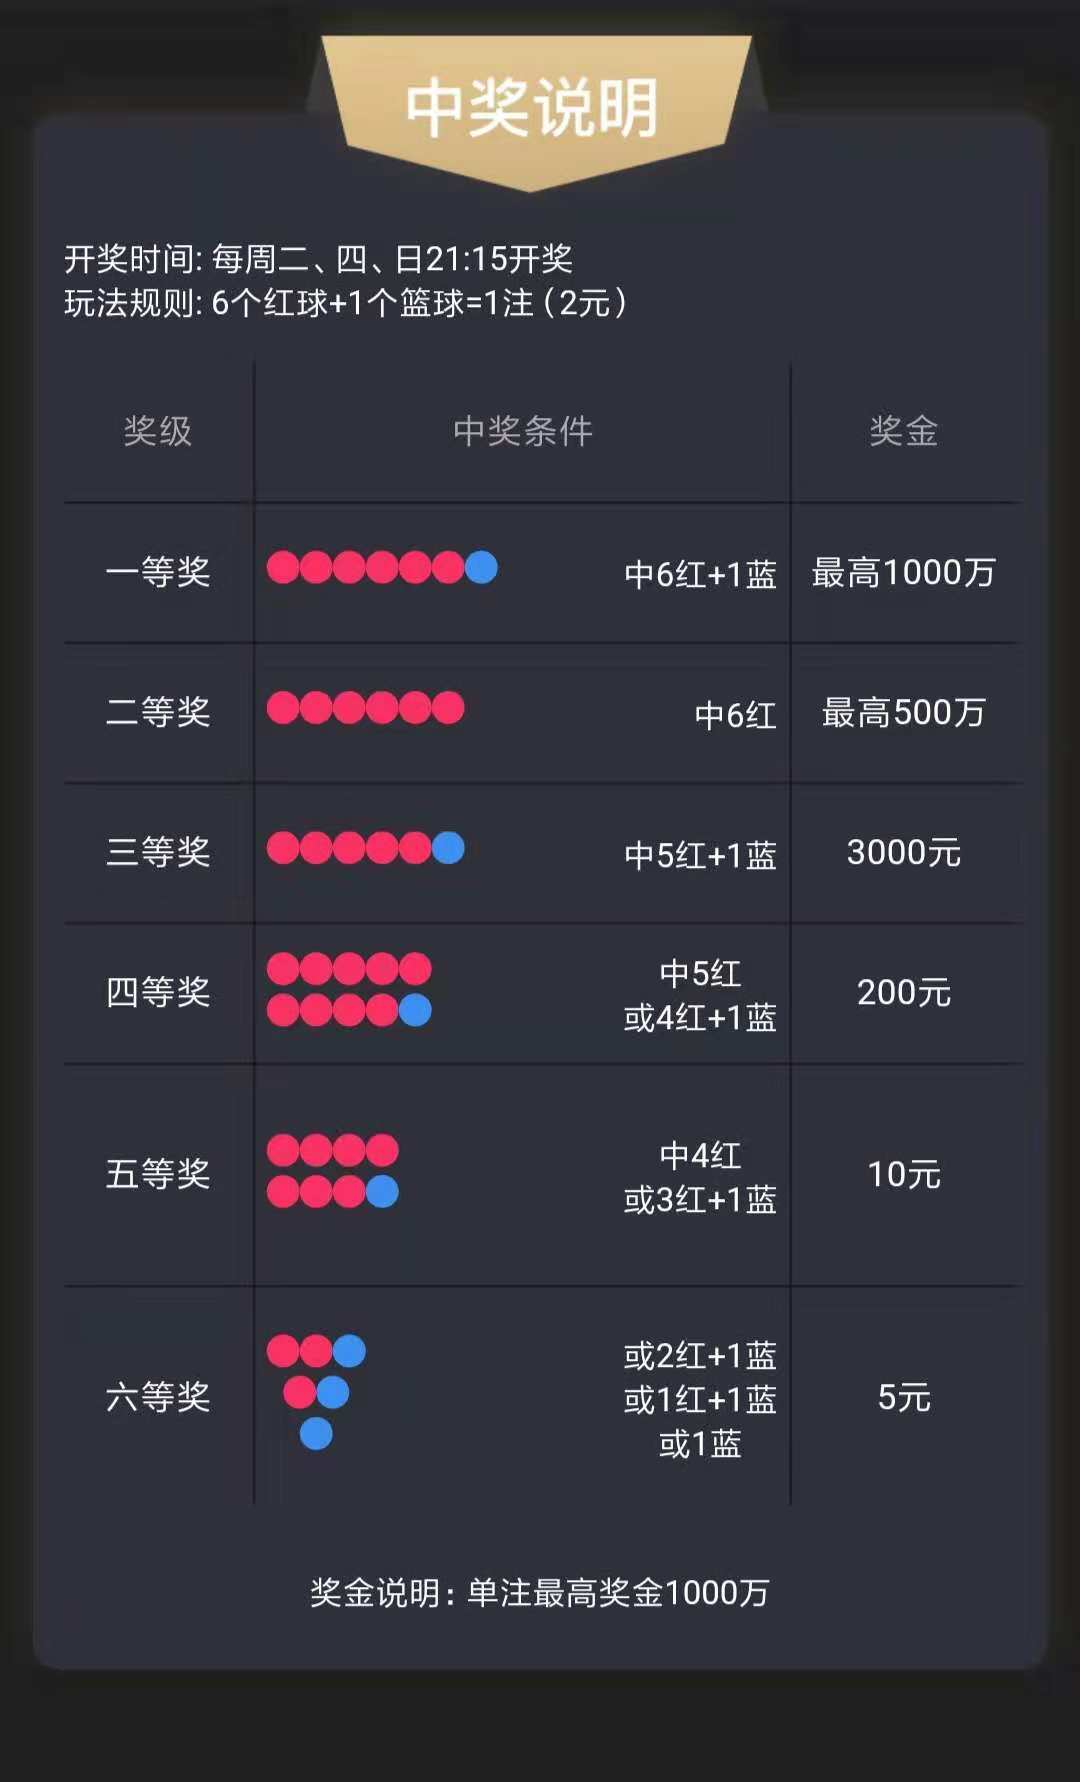 中奖说明
开奖时间: 每周二、四、日21:15开奖
玩法规则: 6个红球+1个篮球=1注（2元）
奖级 中奖条件 奖金
一等奖 中6红+1蓝 最高1000万
二等奖 中6红 最高500万
三等奖 中5红+1蓝 3000元
四等奖 中5红 200元
或4红+1蓝
五等奖 中4红 10元
或3红+1蓝
六等奖 或2红+1蓝 5元
或1红+1蓝
或1蓝
奖金说明: 单注最高奖金1000万